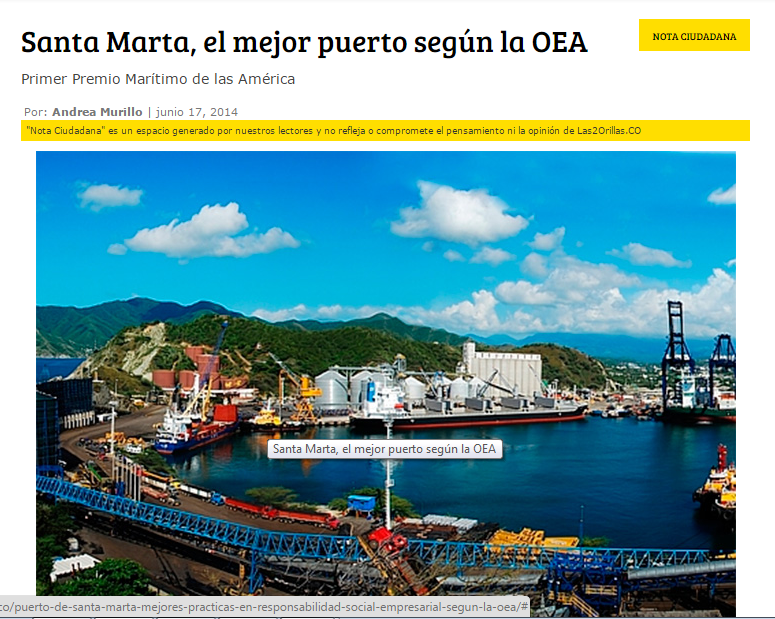 Santa Marta, el mejor puerto según la OEA
NOTA CIUDADANA
Primer Premio Marítimo de las América
Por: Andrea Murillo | junio 17, 2014
"Nota Ciudadana" es un espacio generado por nuestros lectores y no refleja o compromete el pensamiento ni la opinión de Las2Orillas.CO
Santa Marta, el mejor puerto según la OEA
co/puerto-de-santa-marta-mejores-practicas-en-responsabilidad-social-empresarial-segun-la-oea/#